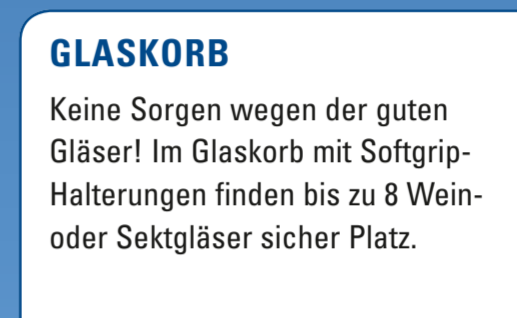 GLASKORB
Keine Sorgen wegen der guten
Gläser! Im Glaskorb mit Softgrip-
Halterungen finden bis zu 8 Wein-
oder Sektgläser sicher Platz.